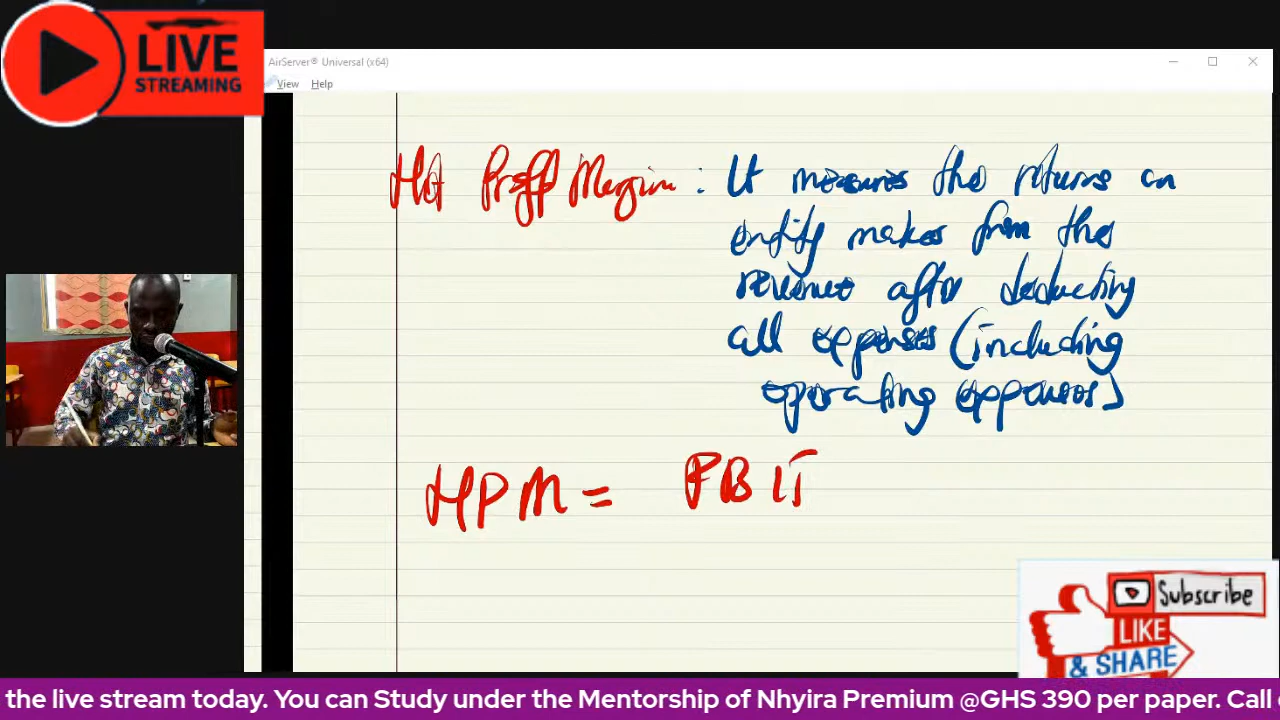 LIVE
STREAMING
AirServer® Universal (x64)
View Help
Net Profit Margin : It measures the returns an
entity makes from the
revenue after deducting
all expenses (including
operating expenses)
NPM = PBIT
Subscribe
LIKE
& SHARE
the live stream today. You can Study under the Mentorship of Nhyira Premium @GHS 390 per paper. Call